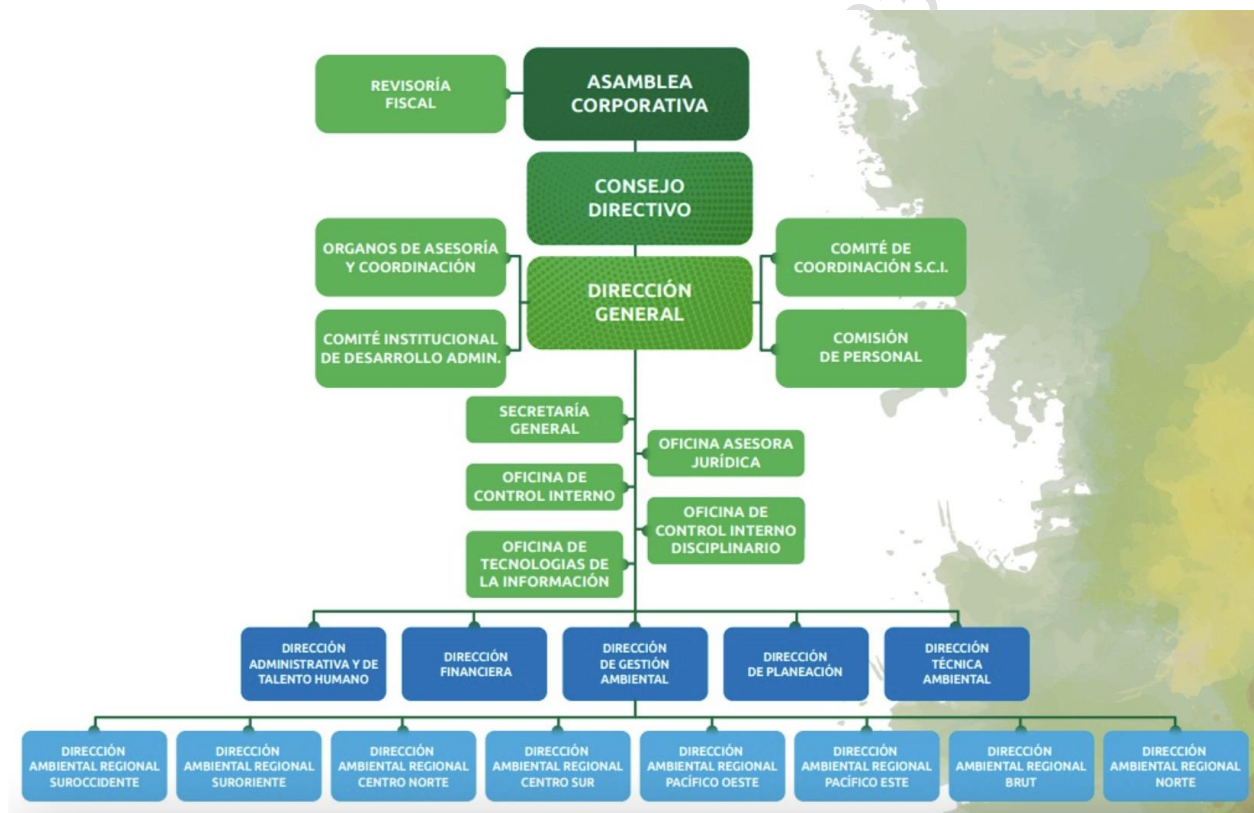 REVISORÍA
FISCAL
ASAMBLEA
CORPORATIVA
CONSEJO
DIRECTIVO
ORGANOS DE ASESORÍA
Y COORDINACIÓN
COMITÉ DE
COORDINACIÓN S.C.I.
DIRECCIÓN
GENERAL
COMITÉ INSTITUCIONAL
DE DESARROLLO ADMIN.
COMISIÓN
DE PERSONAL
SECRETARÍA
GENERAL
OFICINA ASESORA
JURÍDICA
OFICINA DE
CONTROL INTERNO
OFICINA DE
CONTROL INTERNO
DISCIPLINARIO
OFICINA DE
TECNOLOGIAS DE
LA INFORMACIÓN
DIRECCIÓN
ADMINISTRATIVA Y DE
TALENTO HUMANO
DIRECCIÓN
FINANCIERA
DIRECCIÓN
DE GESTIÓN
AMBIENTAL
DIRECCIÓN
DE PLANEACIÓN
DIRECCIÓN
TÉCNICA
AMBIENTAL
DIRECCIÓN
AMBIENTAL REGIONAL
SUROCCIDENTE
DIRECCIÓN
AMBIENTAL REGIONAL
SURORIENTE
DIRECCIÓN
AMBIENTAL REGIONAL
CENTRO NORTE
DIRECCIÓN
AMBIENTAL REGIONAL
CENTRO SUR
DIRECCIÓN
AMBIENTAL REGIONAL
PACÍFICO OESTE
DIRECCIÓN
AMBIENTAL REGIONAL
PACÍFICO ESTE
DIRECCIÓN
AMBIENTAL REGIONAL
BRUT
DIRECCIÓN
AMBIENTAL REGIONAL
NORTE